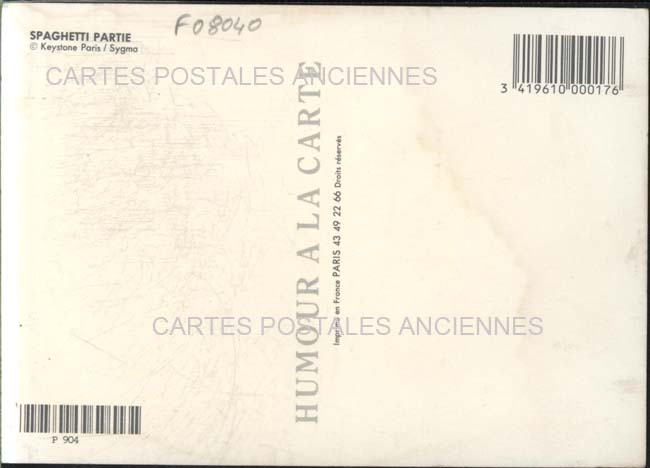 F08040
SPAGHETTI PARTIE
© Keystone Paris / Sygma
CARTES POSTALES ANCIENNES
3 419610 000176
HUMOUR A LA CARTE
Imprimé en France PARIS 43 49 22 66 Droits réservés
CARTES POSTALES ANCIENNES
P 904